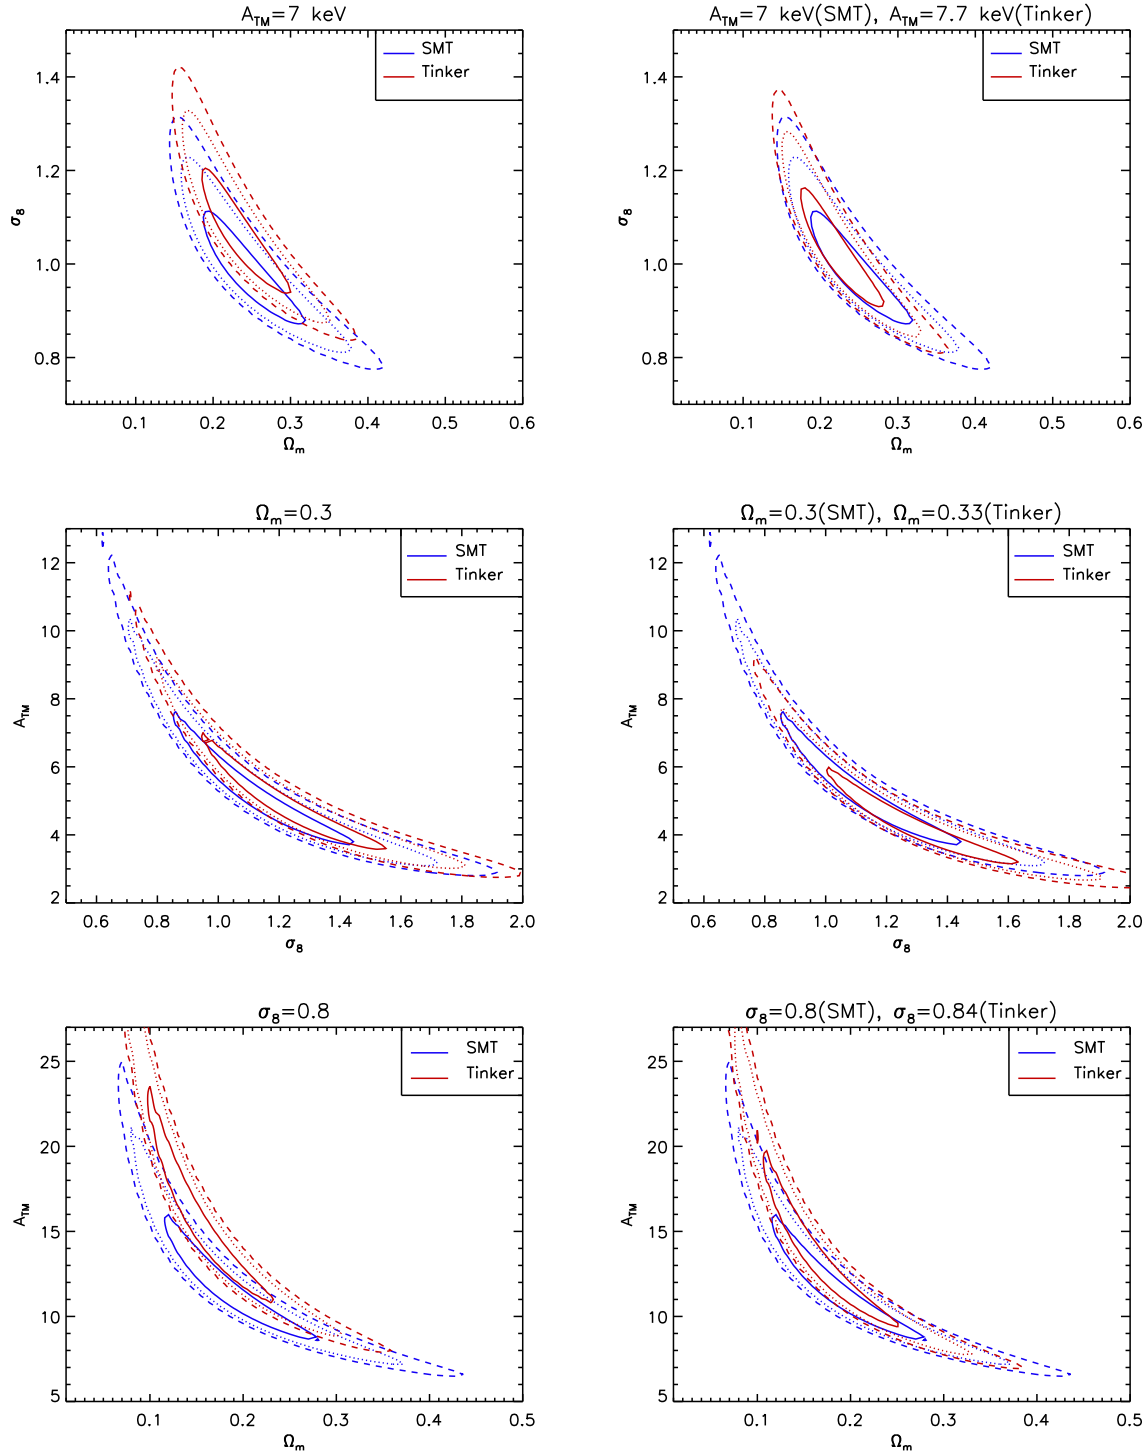 A_TM=7 keV
SMT
Tinker
1.4
1.2
1.0
0.8
σ_8
0.1 0.2 0.3 0.4 0.5 0.6
Ω_m
A_TM=7 keV(SMT), A_TM=7.7 keV(Tinker)
SMT
Tinker
1.4
1.2
1.0
0.8
σ_8
0.1 0.2 0.3 0.4 0.5 0.6
Ω_m
Ω_m=0.3
SMT
Tinker
12
10
8
6
4
2
A_TM
0.6 0.8 1.0 1.2 1.4 1.6 1.8 2.0
σ_8
Ω_m=0.3(SMT), Ω_m=0.33(Tinker)
SMT
Tinker
12
10
8
6
4
2
A_TM
0.6 0.8 1.0 1.2 1.4 1.6 1.8 2.0
σ_8
σ_8=0.8
SMT
Tinker
25
20
15
10
5
A_TM
0.1 0.2 0.3 0.4 0.5
Ω_m
σ_8=0.8(SMT), σ_8=0.84(Tinker)
SMT
Tinker
25
20
15
10
5
A_TM
0.1 0.2 0.3 0.4 0.5
Ω_m